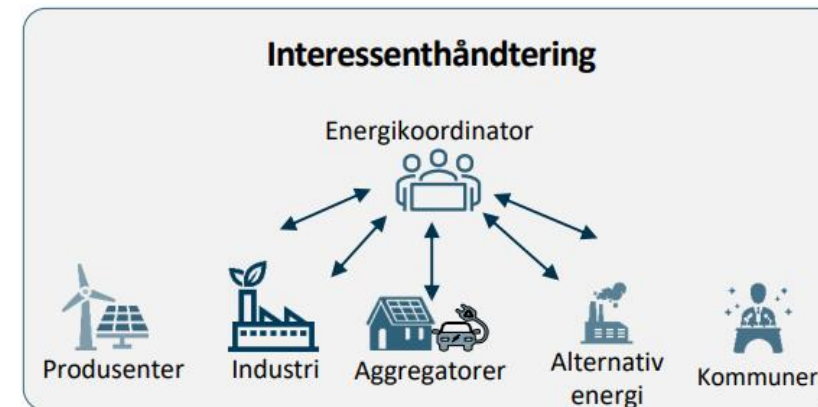 Interessenthåndtering
Energikoordinator
Produsenter
Industri
Aggregatorer
Alternativ
energi
Kommuner